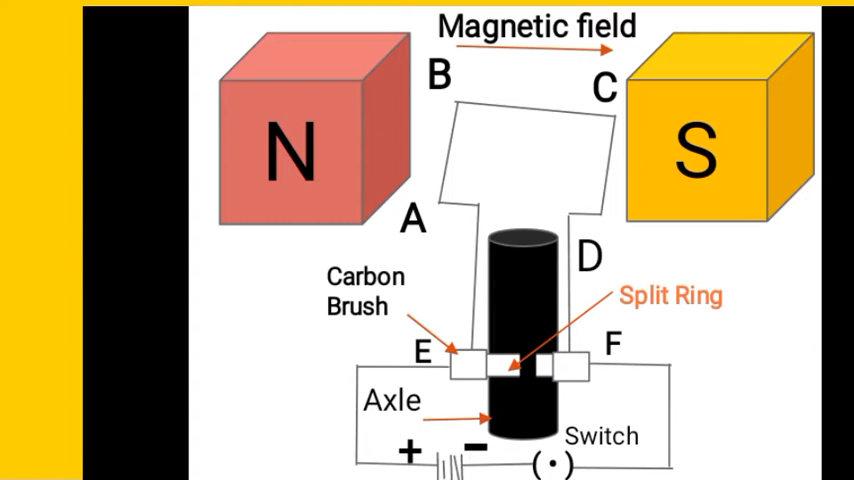 Magnetic field
B
C
N
S
A
D
Carbon
Brush
Split Ring
E
F
Axle
+
−
Switch
(•)